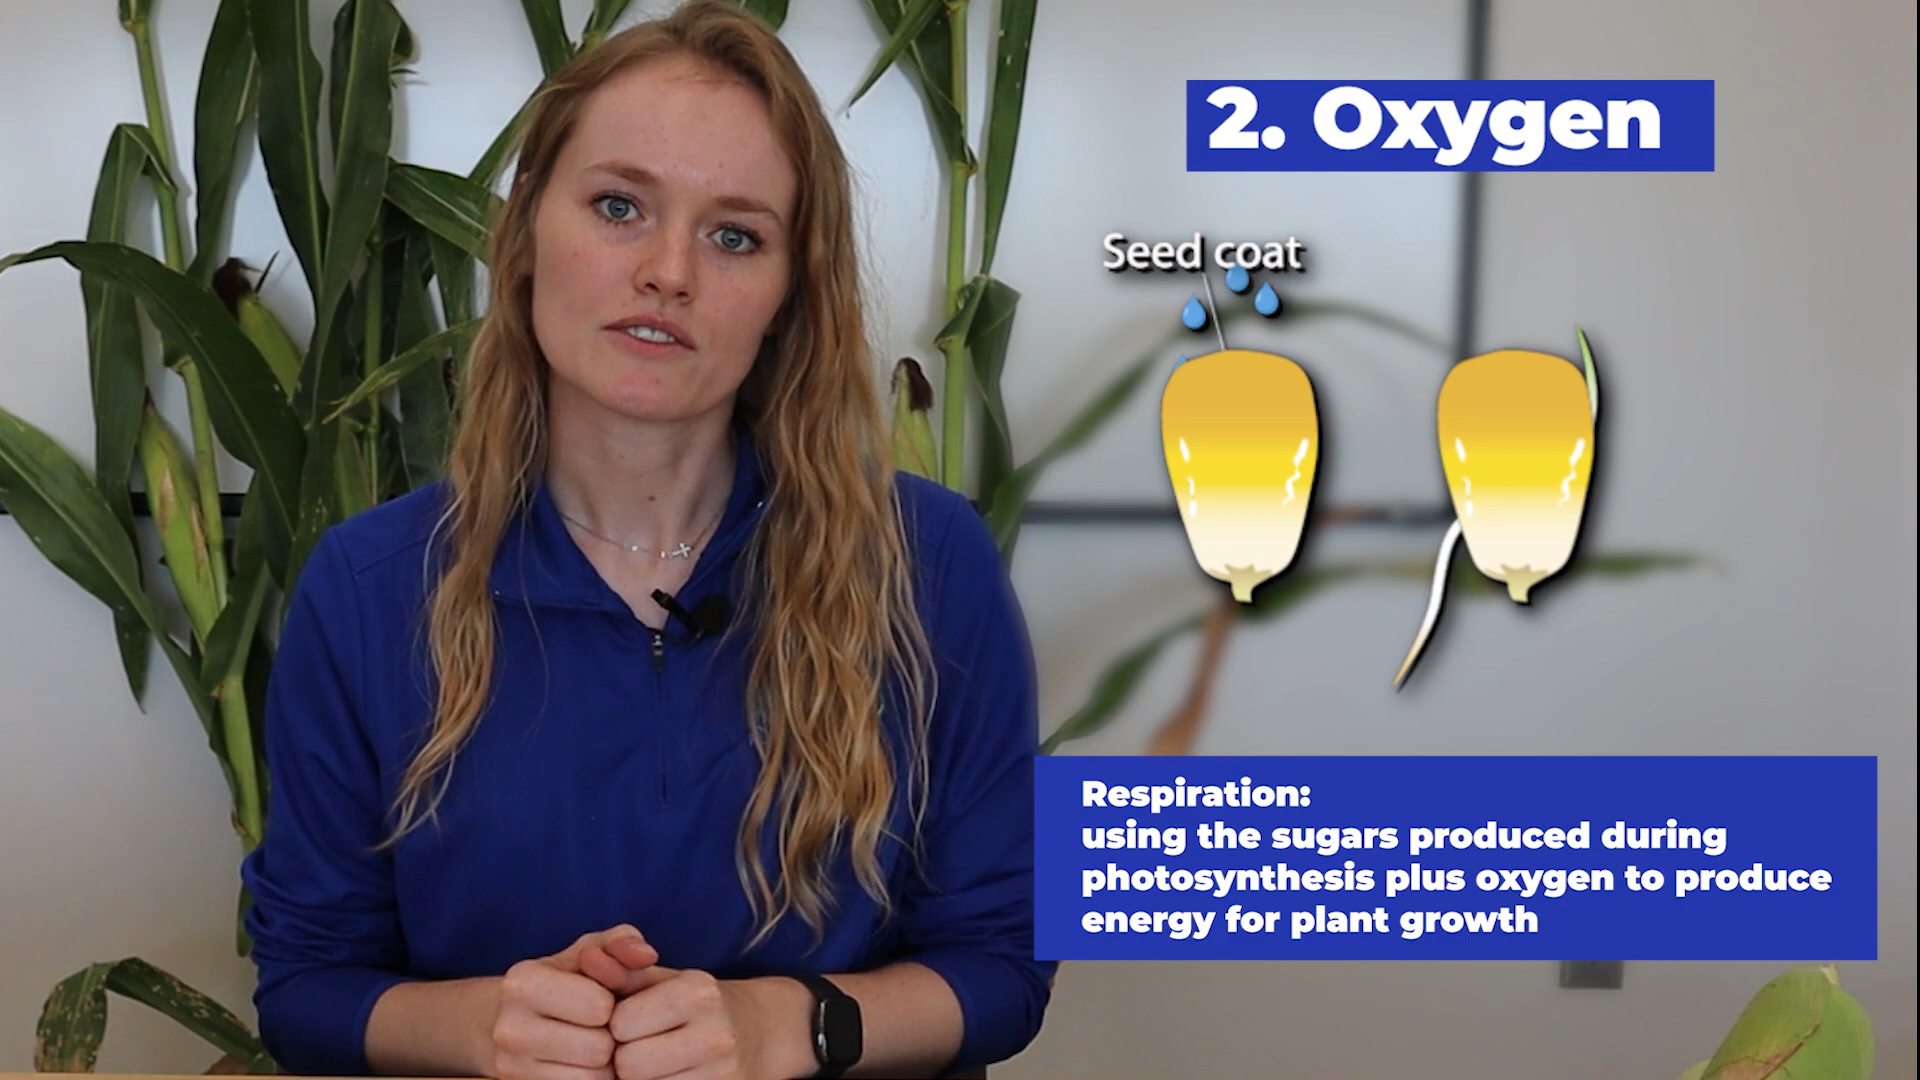 2. Oxygen
Seed coat
Respiration:
using the sugars produced during
photosynthesis plus oxygen to produce
energy for plant growth